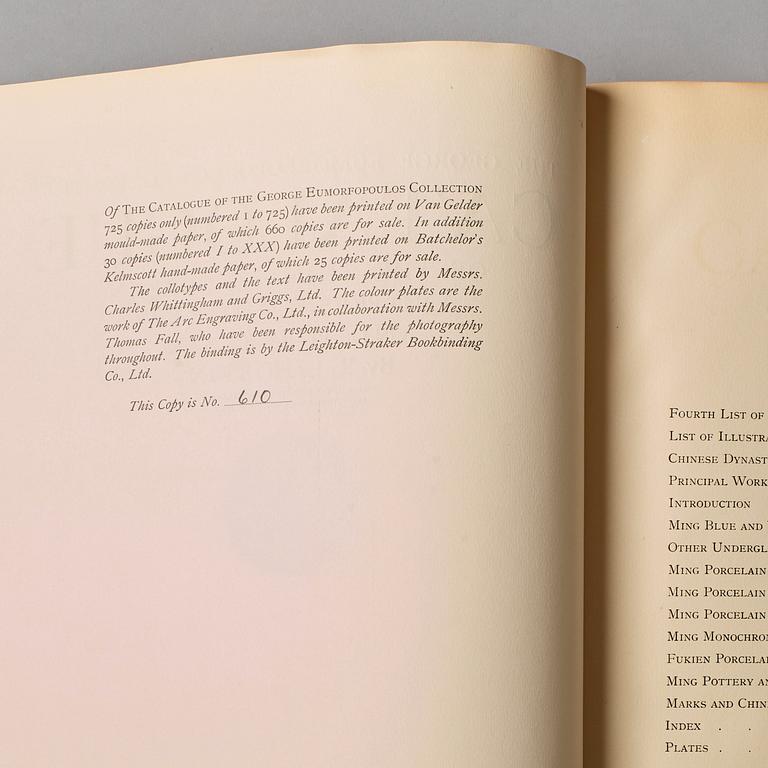 Of The Catalogue of the George Eumorfopoulos Collection
725 copies only (numbered 1 to 725) have been printed on Van Gelder
mould-made paper, of which 660 copies are for sale. In addition
30 copies (numbered I to XXX) have been printed on Batchelor's
Kelmscott hand-made paper, of which 25 copies are for sale.
The collotypes and the text have been printed by Messrs.
Charles Whittingham and Griggs, Ltd. The colour plates are the
work of The Arc Engraving Co., Ltd., in collaboration with Messrs.
Thomas Fall, who have been responsible for the photography
throughout. The binding is by the Leighton-Straker Bookbinding
Co., Ltd.
This Copy is No. 610
Fourth List of
List of Illustra
Chinese Dynast
Principal Work
Introduction
Ming Blue and
Other Undergl
Ming Porcelain
Ming Porcelain
Ming Porcelain
Ming Monochro
Fukien Porcela
Ming Pottery an
Marks and Chin
Index . .
Plates . .